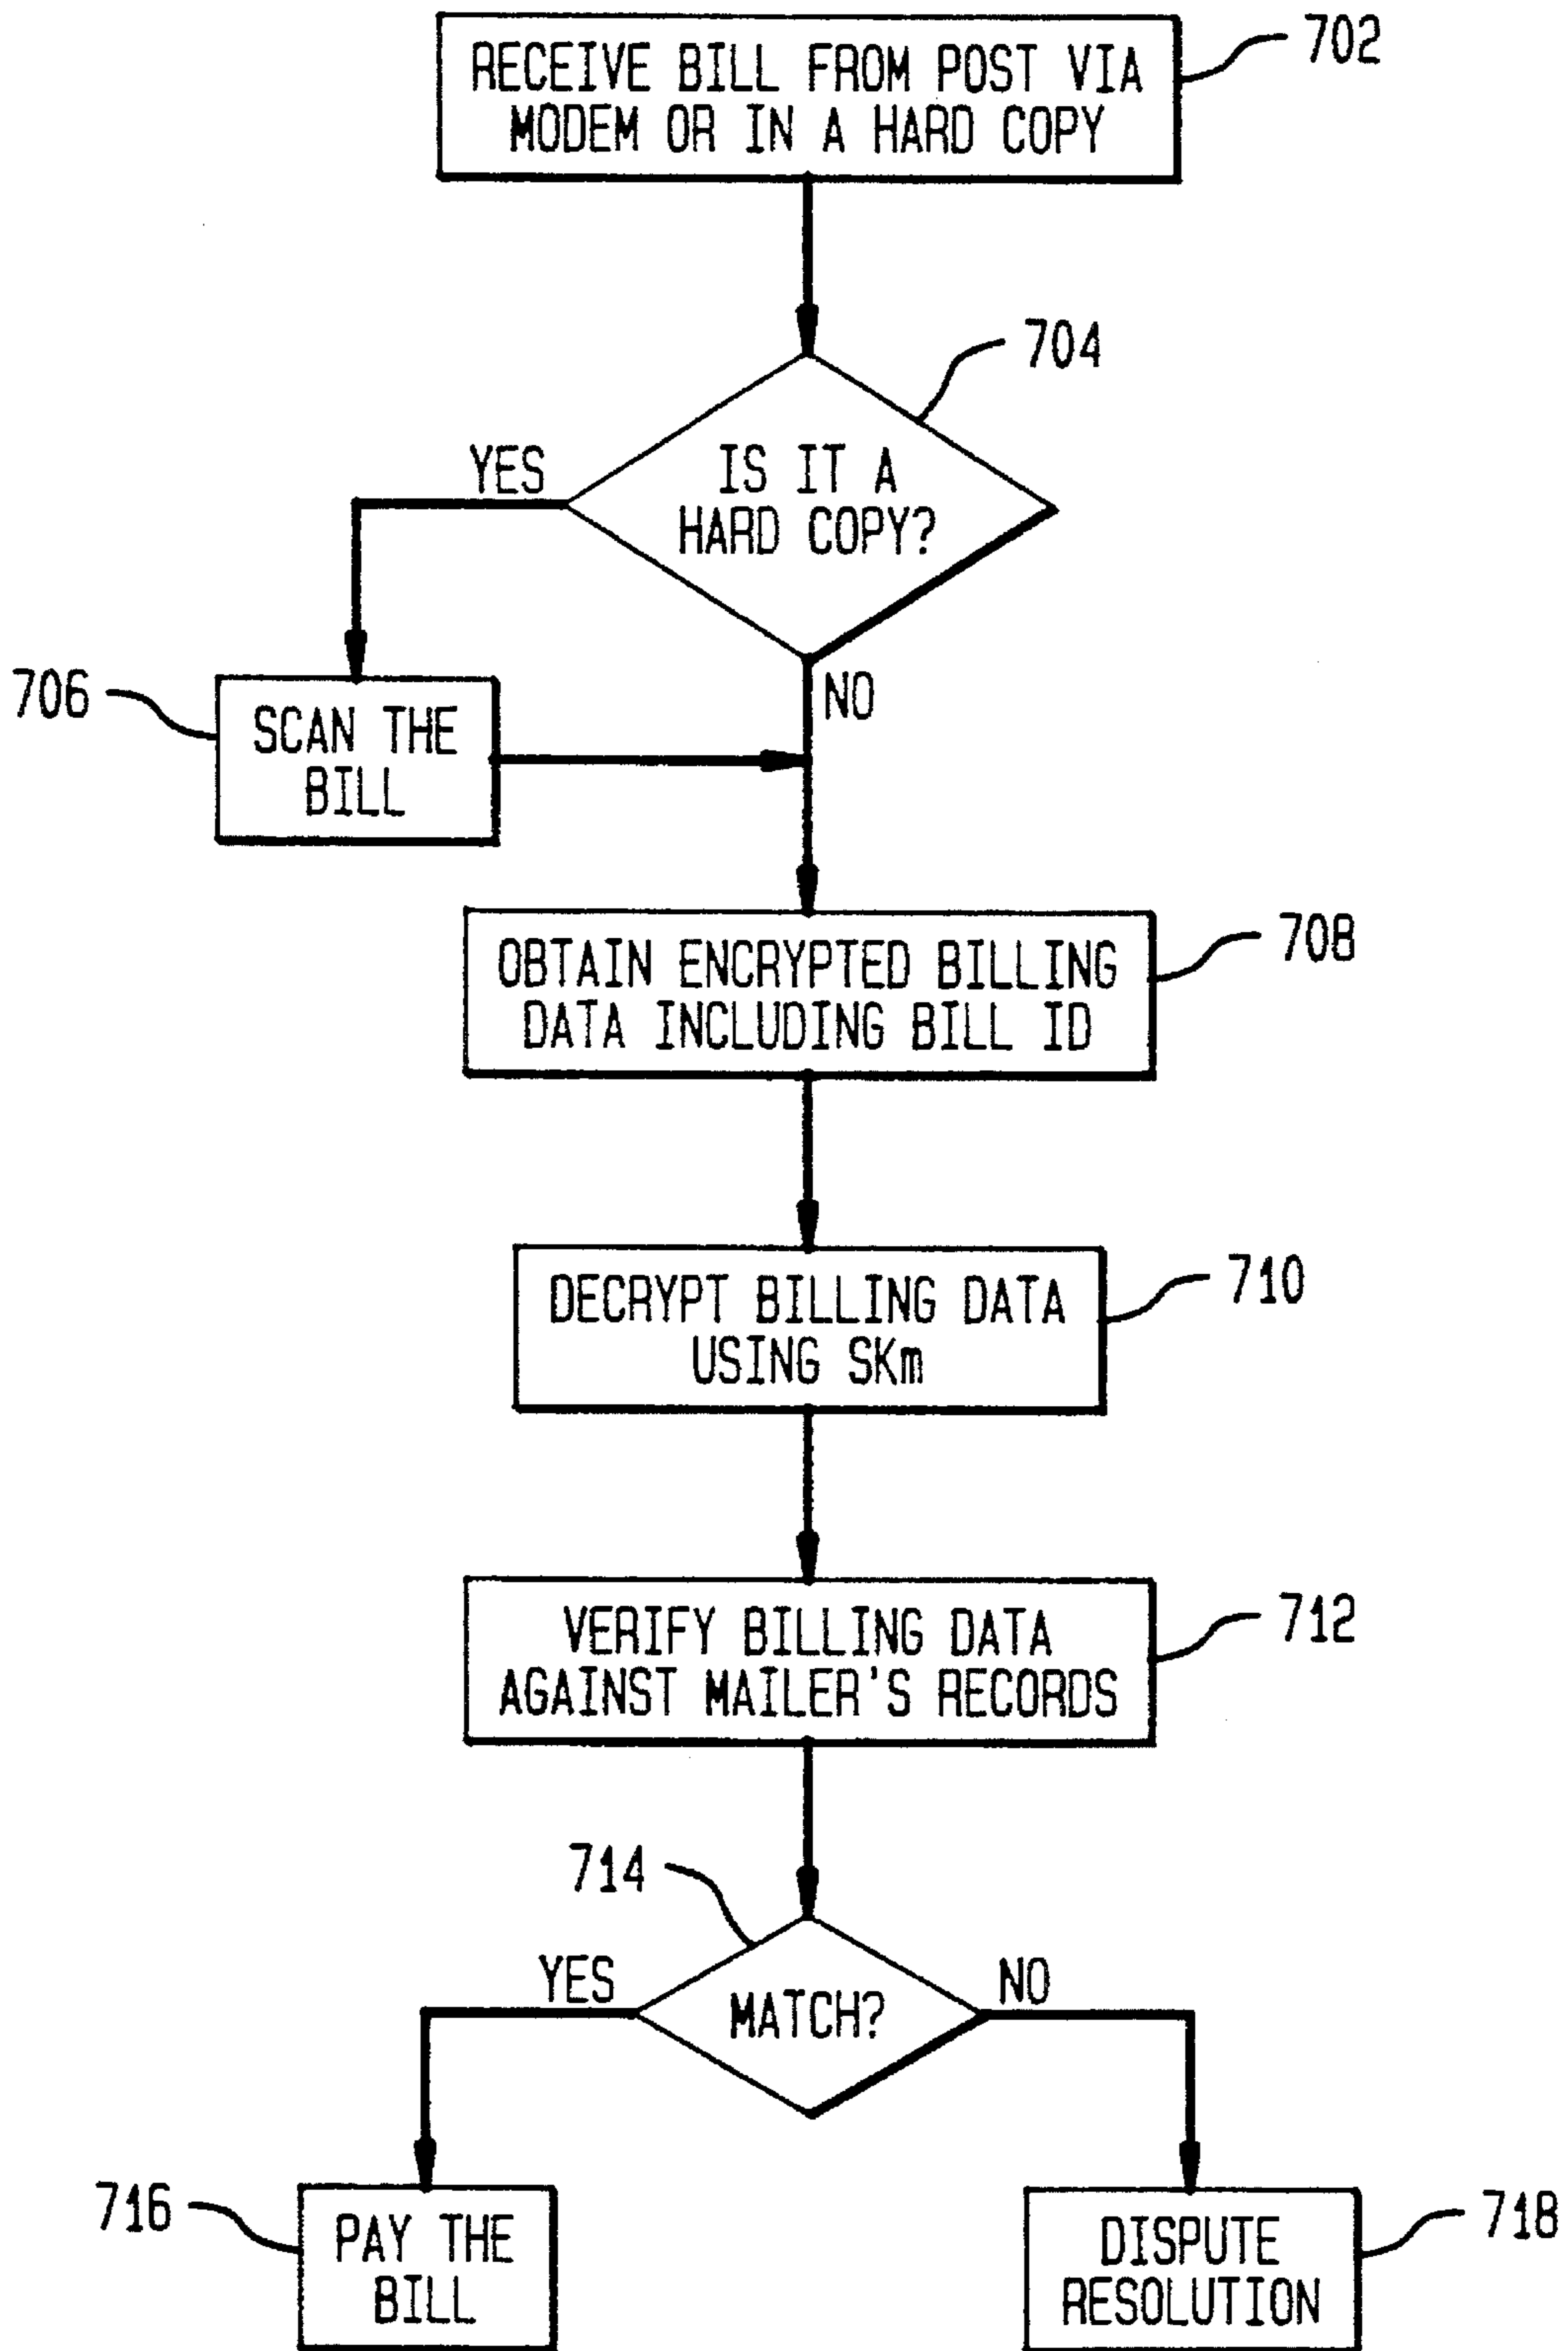 RECEIVE BILL FROM POST VIA
MODEM OR IN A HARD COPY
702
704
IS IT A
HARD COPY?
YES
NO
706
SCAN THE
BILL
OBTAIN ENCRYPTED BILLING
DATA INCLUDING BILL ID
708
DECRYPT BILLING DATA
USING SKm
710
VERIFY BILLING DATA
AGAINST MAILER'S RECORDS
712
714
MATCH?
YES
NO
716
PAY THE
BILL
DISPUTE
RESOLUTION
718